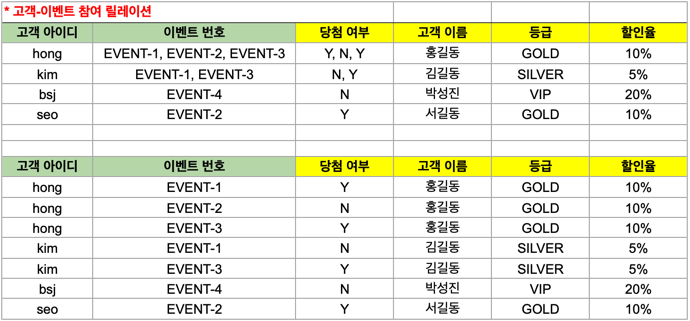 * 고객-이벤트 참여 릴레이션
고객 아이디 이벤트 번호 당첨 여부 고객 이름 등급 할인율
hong EVENT-1, EVENT-2, EVENT-3 Y, N, Y 홍길동 GOLD 10%
kim EVENT-1, EVENT-3 N, Y 김길동 SILVER 5%
bsj EVENT-4 N 박성진 VIP 20%
seo EVENT-2 Y 서길동 GOLD 10%
고객 아이디 이벤트 번호 당첨 여부 고객 이름 등급 할인율
hong EVENT-1 Y 홍길동 GOLD 10%
hong EVENT-2 N 홍길동 GOLD 10%
hong EVENT-3 Y 홍길동 GOLD 10%
kim EVENT-1 N 김길동 SILVER 5%
kim EVENT-3 Y 김길동 SILVER 5%
bsj EVENT-4 N 박성진 VIP 20%
seo EVENT-2 Y 서길동 GOLD 10%